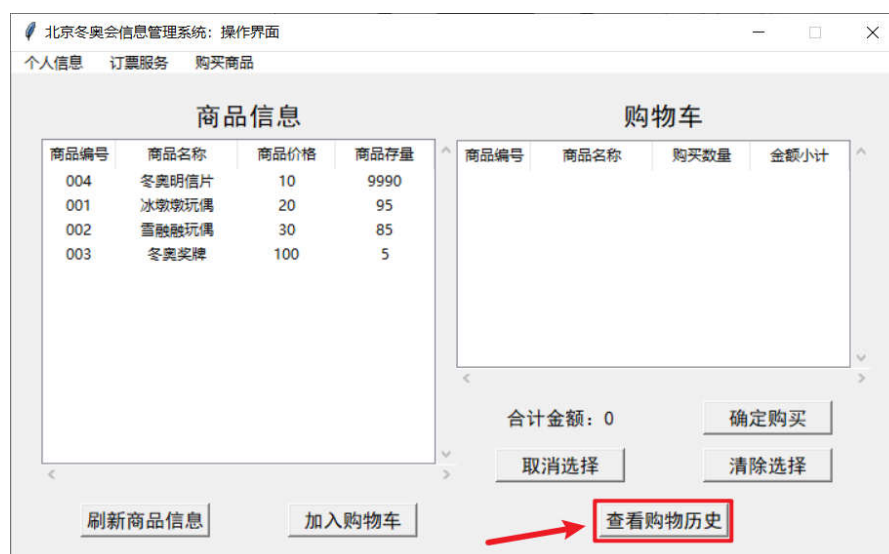 北京冬奥会信息管理系统：操作界面
个人信息 订票服务 购买商品
商品信息
商品编号 商品名称 商品价格 商品存量
004 冬奥明信片 10 9990
001 冰墩墩玩偶 20 95
002 雪融融玩偶 30 85
003 冬奥奖牌 100 5
刷新商品信息 加入购物车
购物车
商品编号 商品名称 购买数量 金额小计
合计金额：0 确定购买
取消选择 清除选择
查看购物历史